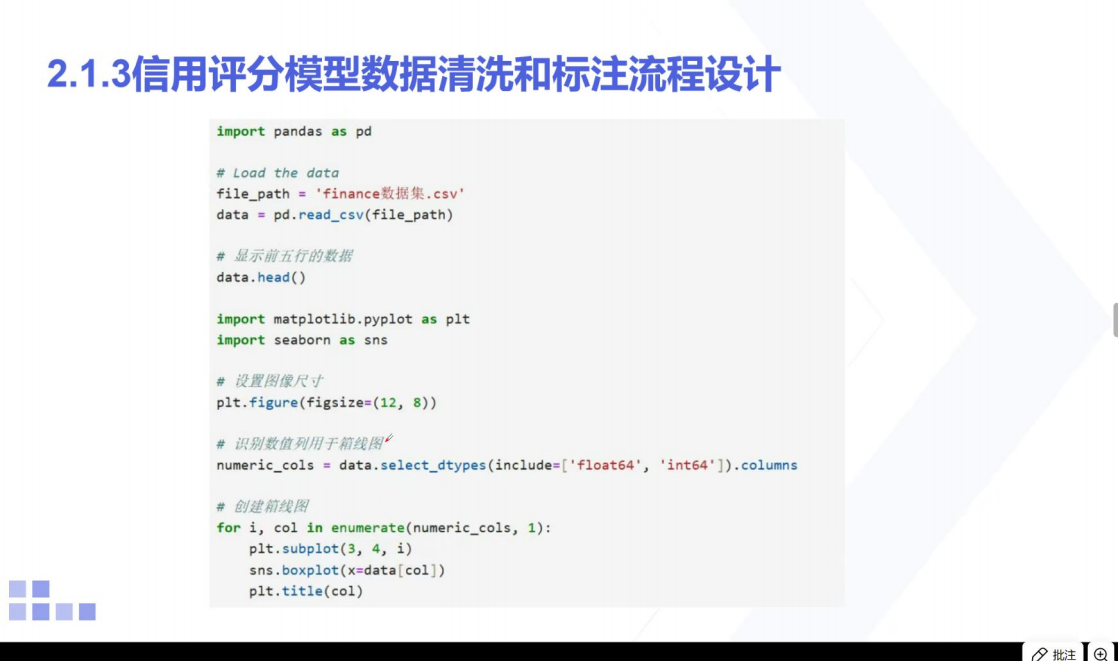 2.1.3信用评分模型数据清洗和标注流程设计
import pandas as pd
# Load the data
file_path = 'finance数据集.csv'
data = pd.read_csv(file_path)
# 显示前五行的数据
data.head()
import matplotlib.pyplot as plt
import seaborn as sns
# 设置图像尺寸
plt.figure(figsize=(12, 8))
# 识别数值列用于箱线图
numeric_cols = data.select_dtypes(include=['float64', 'int64']).columns
# 创建箱线图
for i, col in enumerate(numeric_cols, 1):
    plt.subplot(3, 4, i)
    sns.boxplot(x=data[col])
    plt.title(col)
批注